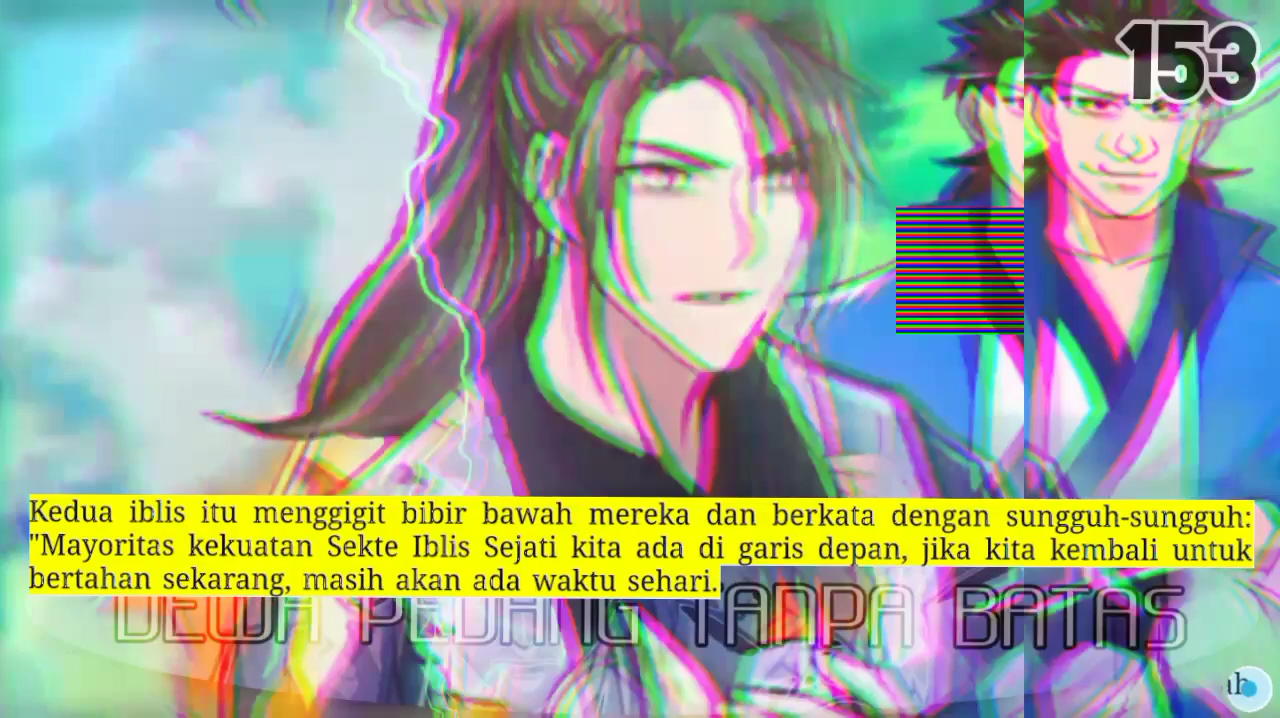 153
Kedua iblis itu menggigit bibir bawah mereka dan berkata dengan sungguh-sungguh:
"Mayoritas kekuatan Sekte Iblis Sejati kita ada di garis depan, jika kita kembali untuk
bertahan sekarang, masih akan ada waktu sehari.
DEWA PEDANG TANPA BATAS